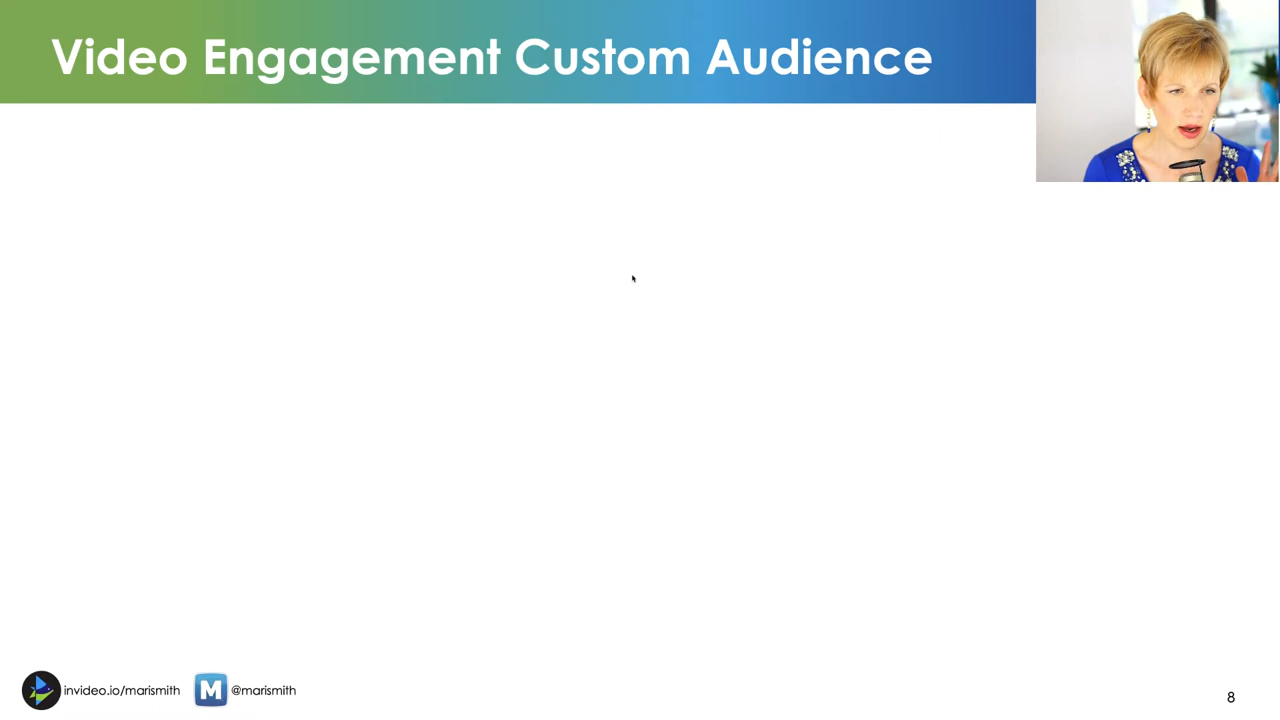 Video Engagement Custom Audience
invideo.io/marismith
M
@marismith
8